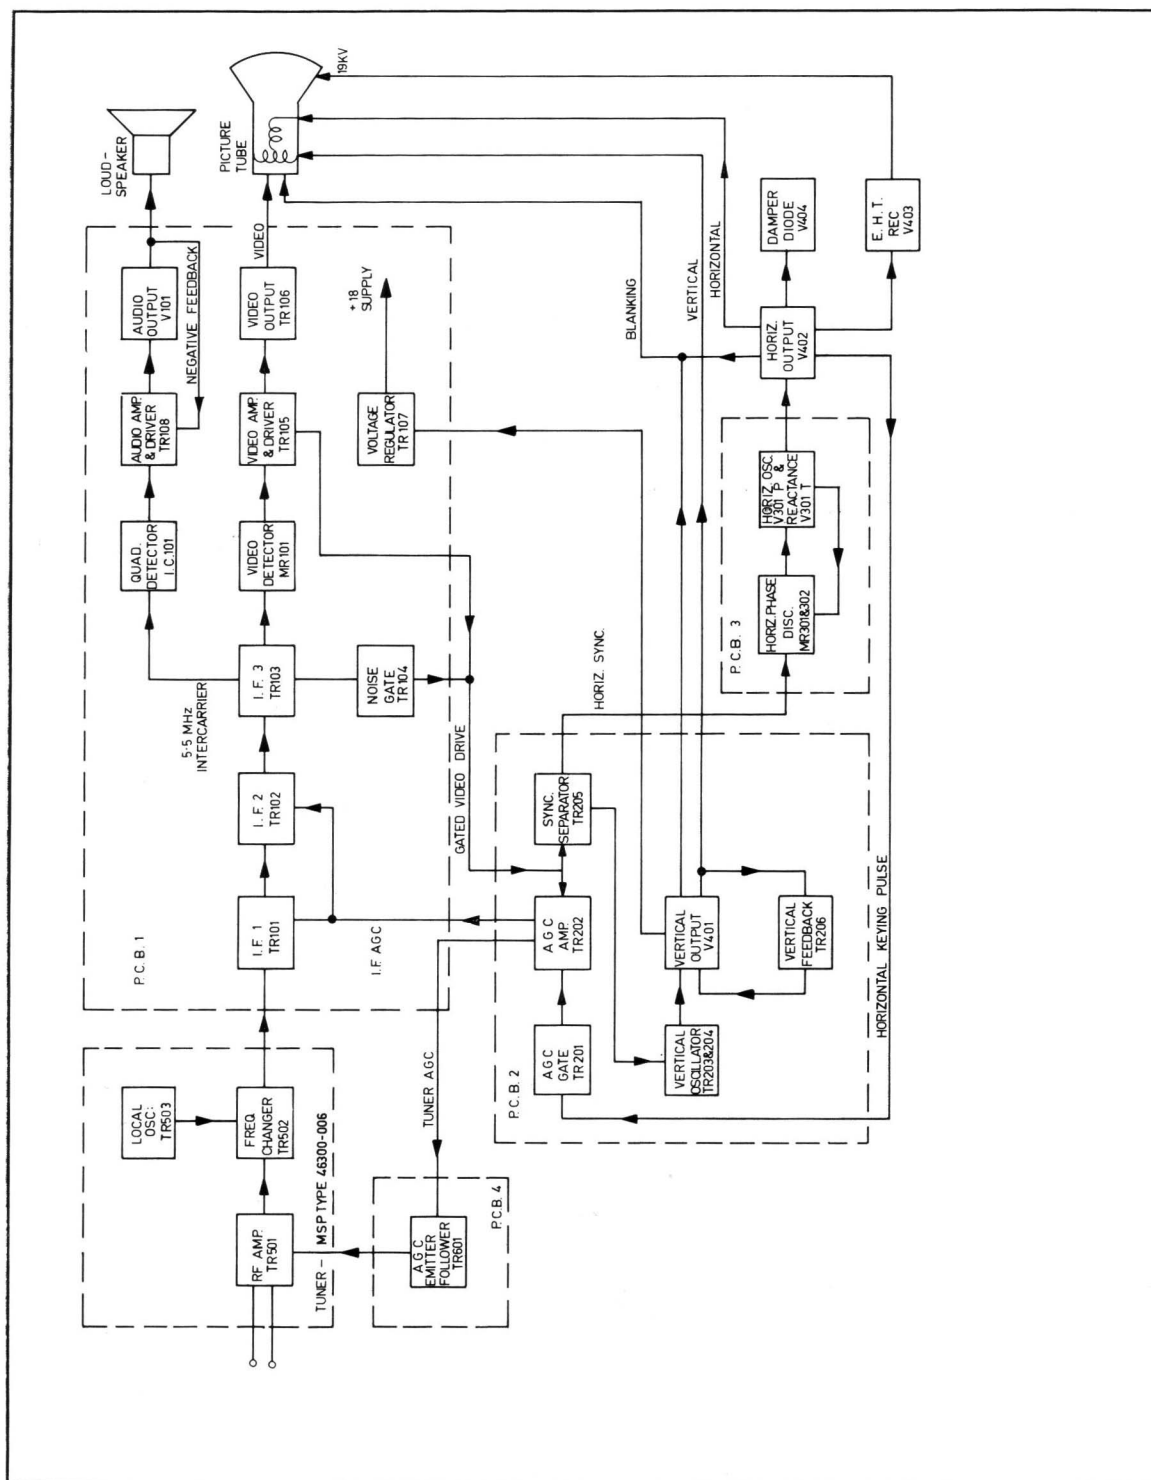 LOUD-
SPEAKER
PICTURE
TUBE
19KV
AUDIO
OUTPUT
V101
NEGATIVE FEEDBACK
VIDEO
VIDEO
OUTPUT
TR106
+18
SUPPLY
BLANKING
VERTICAL
HORIZONTAL
DAMPER
DIODE
V404
E.H.T.
REC
V403
HORIZ.
OUTPUT
V402
AUDIO AMP.
& DRIVER
TR108
VIDEO AMP.
& DRIVER
TR105
VOLTAGE
REGULATOR
TR107
QUAD.
DETECTOR
I.C.101
VIDEO
DETECTOR
MR101
HORIZ. OSC.
V301 P &
REACTANCE
V301 T
HORIZ.PHASE
DISC.
MR301&302
P.C.B. 3
5·5 MHz
INTERCARRIER
I.F. 3
TR103
NOISE
GATE
TR104
HORIZ. SYNC.
I.F. 2
TR102
GATED VIDEO DRIVE
SYNC.
SEPARATOR
TR205
P.C.B. 1
I.F. 1
TR101
I.F. AGC
AGC
AMP.
TR202
VERTICAL
OUTPUT
V401
VERTICAL
FEEDBACK
TR206
HORIZONTAL KEYING PULSE
LOCAL
OSC:
TR503
FREQ
CHANGER
TR502
TUNER AGC
P.C.B. 2
AGC
GATE
TR201
VERTICAL
OSCILLATOR
TR203&204
RF AMP.
TR501
TUNER – MSP TYPE 46300-006
AGC
EMITTER
FOLLOWER
TR601
P.C.B. 4